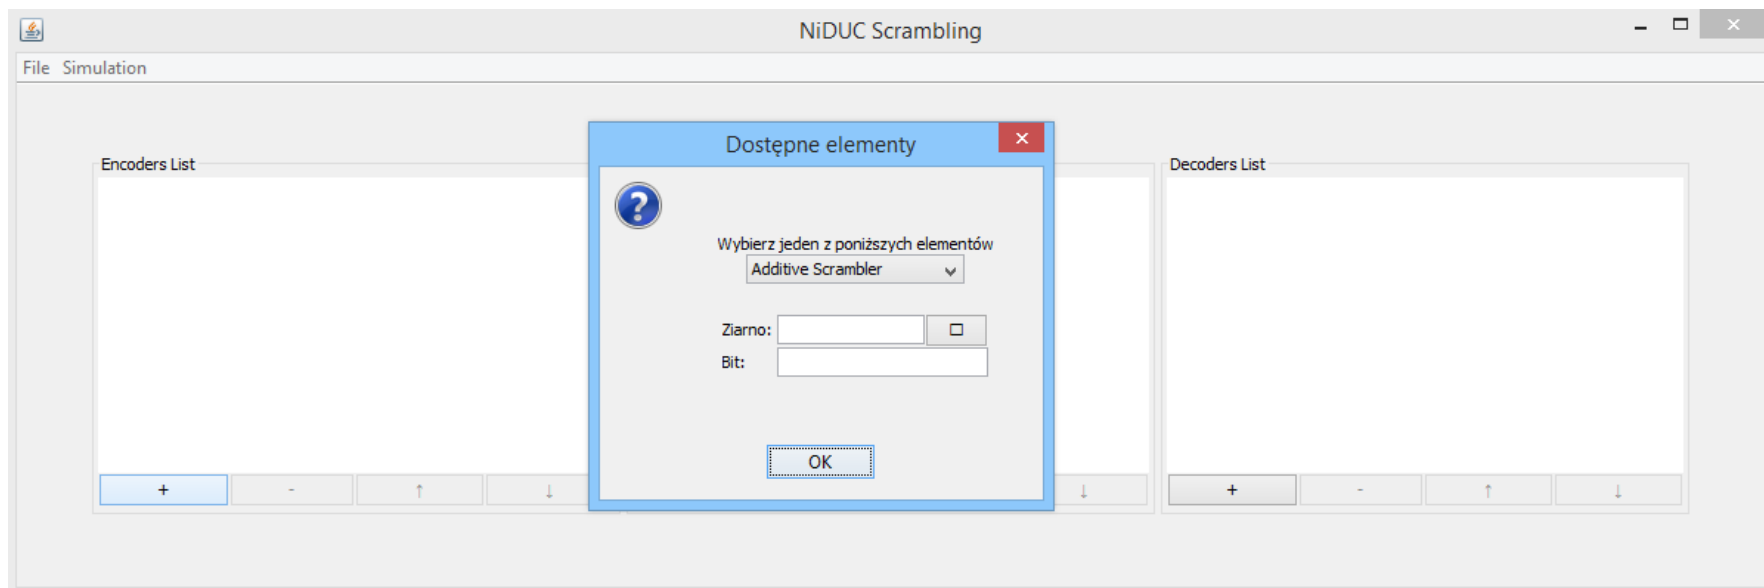 NiDUC Scrambling
File Simulation
Encoders List
Dostępne elementy
Decoders List
Wybierz jeden z poniższych elementów
Additive Scrambler
Ziarno:
Bit:
OK
+ - ↑ ↓ ↓ + - ↑ ↓